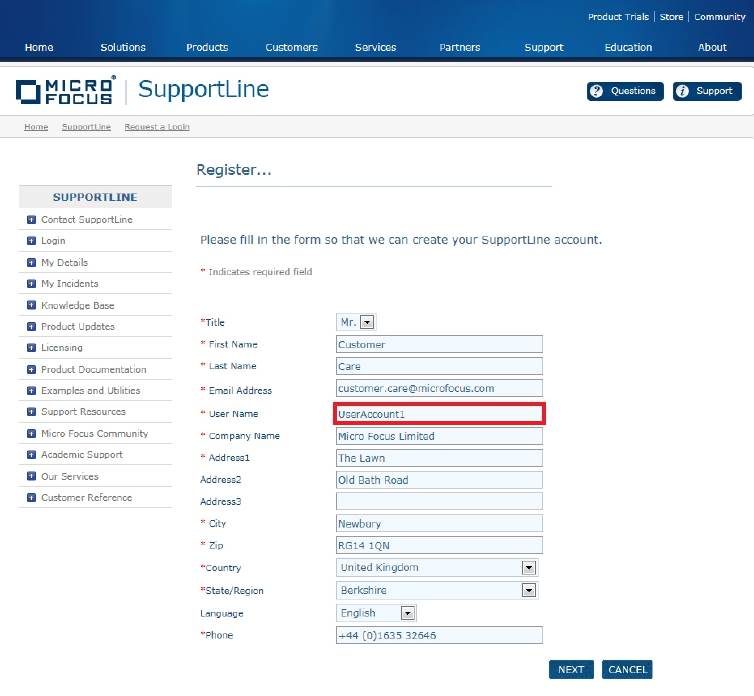 Product Trials | Store | Community
Home Solutions Products Customers Services Partners Support Education About
MICRO FOCUS® | SupportLine
? Questions i Support
Home SupportLine Request a Login
Register...
SUPPORTLINE
Contact SupportLine
Login
My Details
My Incidents
Knowledge Base
Product Updates
Licensing
Product Documentation
Examples and Utilities
Support Resources
Micro Focus Community
Academic Support
Our Services
Customer Reference
Please fill in the form so that we can create your SupportLine account.
* Indicates required field
*Title Mr.
* First Name Customer
* Last Name Care
* Email Address customer.care@microfocus.com
* User Name UserAccount1
* Company Name Micro Focus Limited
* Address1 The Lawn
Address2 Old Bath Road
Address3
* City Newbury
* Zip RG14 1QN
*Country United Kingdom
*State/Region Berkshire
Language English
*Phone +44 (0)1635 32646
NEXT CANCEL